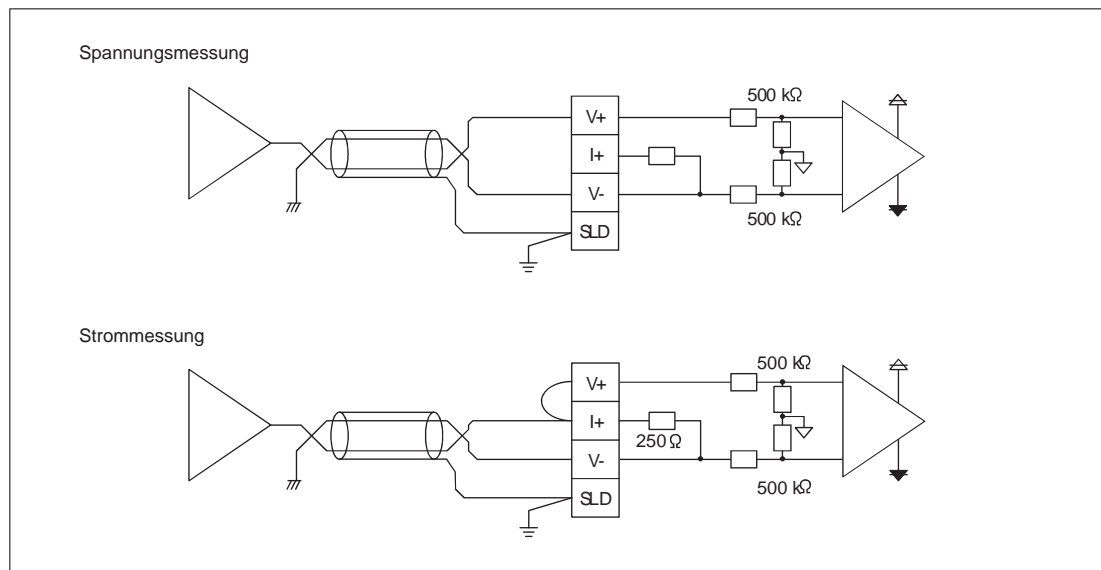 Spannungsmessung
500 kΩ
V+
I+
V-
SLD
500 kΩ
Strommessung
500 kΩ
V+
I+
250 Ω
V-
500 kΩ
SLD